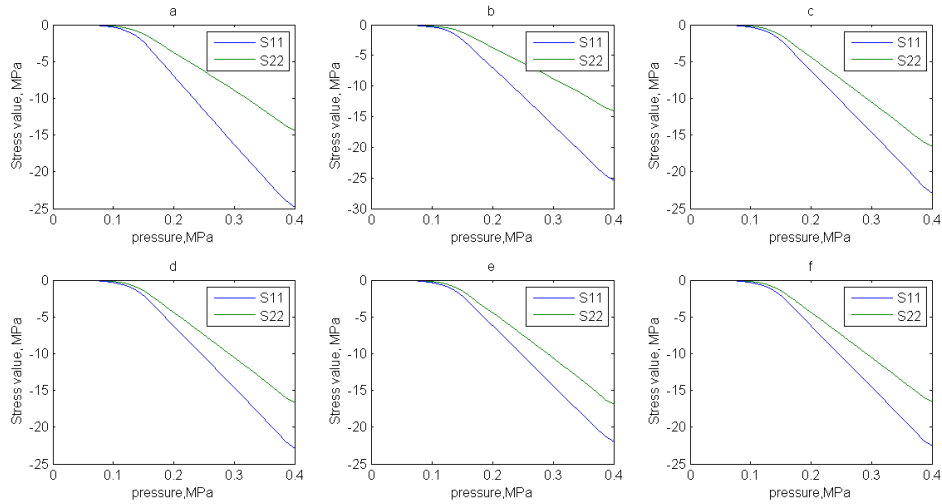 a
0
-5
-10
-15
-20
-25
0
0.1
0.2
0.3
0.4
Stress value, MPa
pressure,MPa
S11
S22
b
0
-5
-10
-15
-20
-25
-30
0
0.1
0.2
0.3
0.4
Stress value, MPa
pressure,MPa
S11
S22
c
0
-5
-10
-15
-20
-25
0
0.1
0.2
0.3
0.4
Stress value, MPa
pressure,MPa
S11
S22
d
0
-5
-10
-15
-20
-25
0
0.1
0.2
0.3
0.4
Stress value, MPa
pressure,MPa
S11
S22
e
0
-5
-10
-15
-20
-25
0
0.1
0.2
0.3
0.4
Stress value, MPa
pressure,MPa
S11
S22
f
0
-5
-10
-15
-20
-25
0
0.1
0.2
0.3
0.4
Stress value, MPa
pressure,MPa
S11
S22